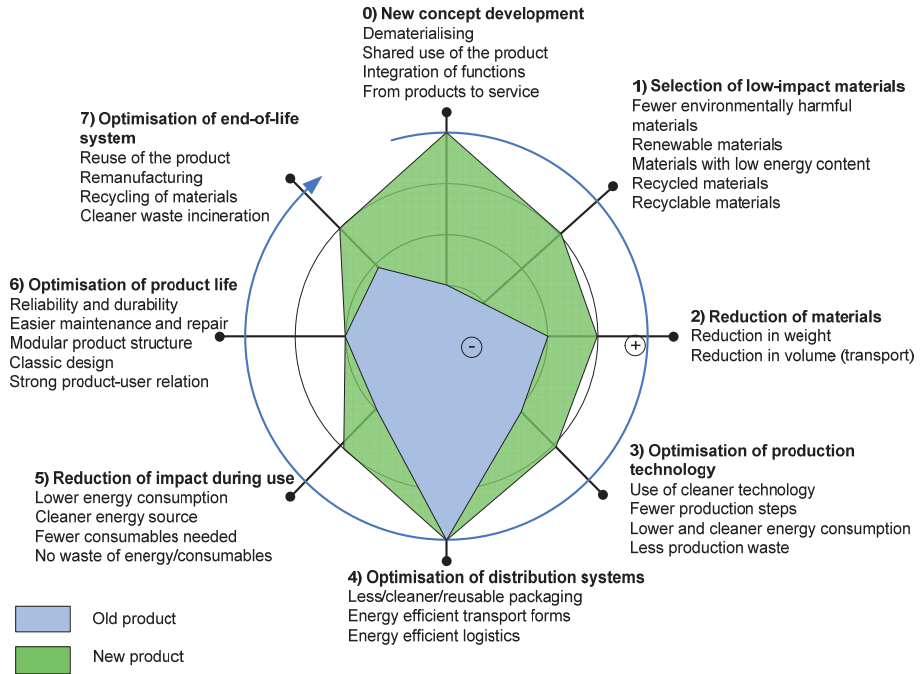 0) New concept development
Dematerialising
Shared use of the product
Integration of functions
From products to service
1) Selection of low-impact materials
Fewer environmentally harmful
materials
Renewable materials
Materials with low energy content
Recycled materials
Recyclable materials
2) Reduction of materials
Reduction in weight
Reduction in volume (transport)
3) Optimisation of production
technology
Use of cleaner technology
Fewer production steps
Lower and cleaner energy consumption
Less production waste
4) Optimisation of distribution systems
Less/cleaner/reusable packaging
Energy efficient transport forms
Energy efficient logistics
5) Reduction of impact during use
Lower energy consumption
Cleaner energy source
Fewer consumables needed
No waste of energy/consumables
6) Optimisation of product life
Reliability and durability
Easier maintenance and repair
Modular product structure
Classic design
Strong product-user relation
7) Optimisation of end-of-life
system
Reuse of the product
Remanufacturing
Recycling of materials
Cleaner waste incineration
-
+
Old product
New product